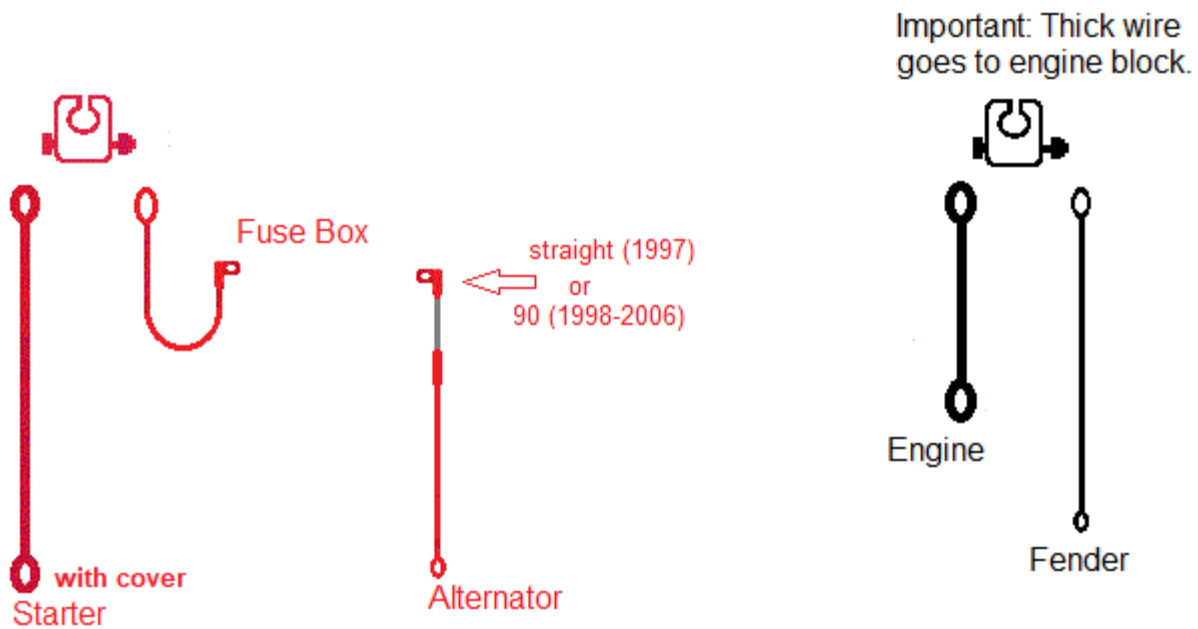 Important: Thick wire
goes to engine block.
Fuse Box
straight (1997)
or
90 (1998-2006)
Engine
Fender
with cover
Starter
Alternator